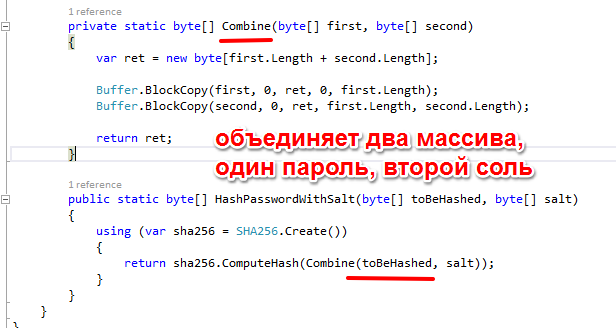 1 reference
private static byte[] Combine(byte[] first, byte[] second)
{
var ret = new byte[first.Length + second.Length];
Buffer.BlockCopy(first, 0, ret, 0, first.Length);
Buffer.BlockCopy(second, 0, ret, first.Length, second.Length);
return ret;
}
объединяет два массива,
один пароль, второй соль
1 reference
public static byte[] HashPasswordWithSalt(byte[] toBeHashed, byte[] salt)
{
using (var sha256 = SHA256.Create())
{
return sha256.ComputeHash(Combine(toBeHashed, salt));
}
}
}
}